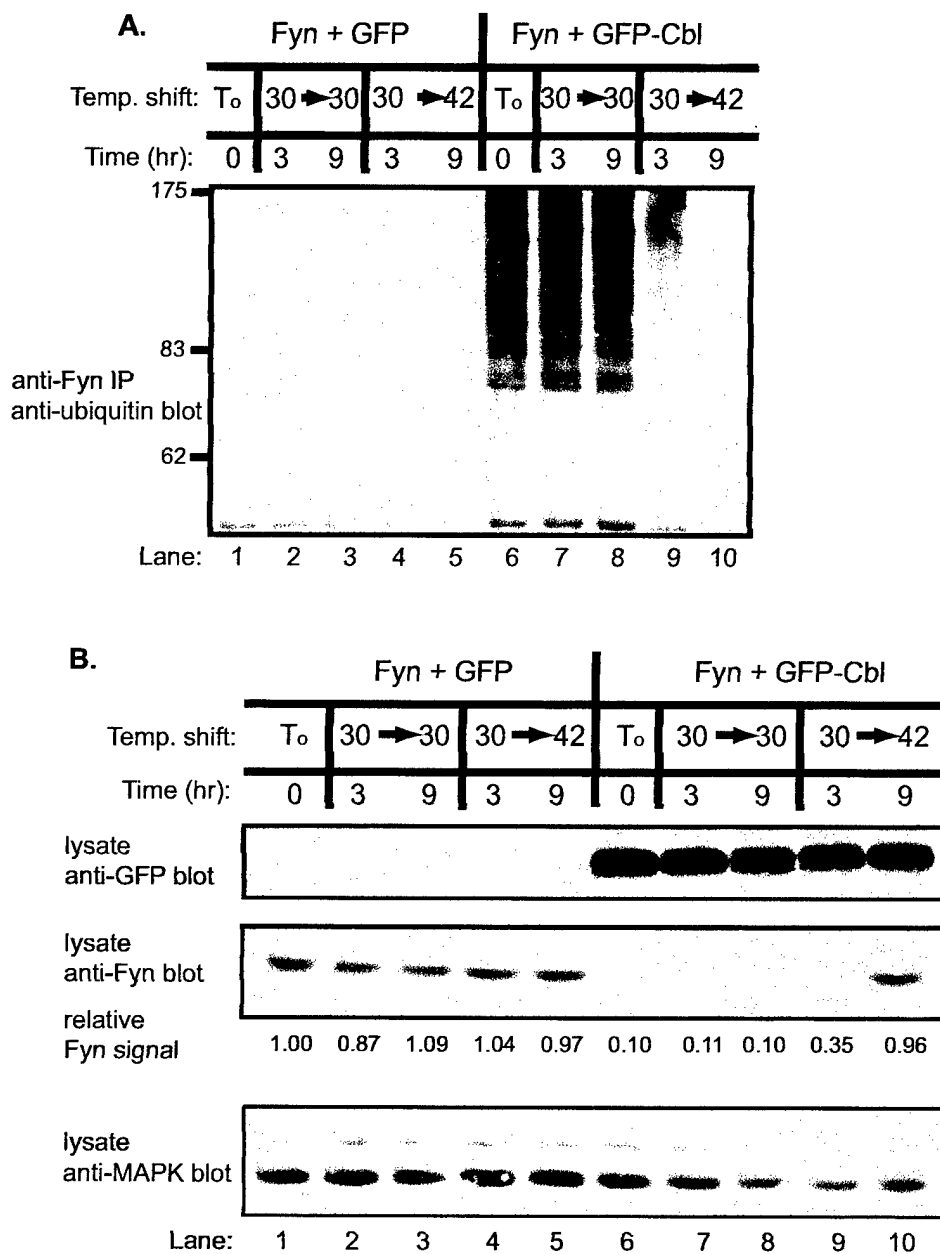 A.
Fyn + GFP Fyn + GFP-Cbl
Temp. shift: To 30 30 30 42 To 30 30 30 42
Time (hr): 0 3 9 3 9 0 3 9 3 9
175
83
anti-Fyn IP
anti-ubiquitin blot
62
Lane: 1 2 3 4 5 6 7 8 9 10
B.
Fyn + GFP Fyn + GFP-Cbl
Temp. shift: To 30 30 30 42 To 30 30 30 42
Time (hr): 0 3 9 3 9 0 3 9 3 9
lysate
anti-GFP blot
lysate
anti-Fyn blot
relative
Fyn signal 1.00 0.87 1.09 1.04 0.97 0.10 0.11 0.10 0.35 0.96
lysate
anti-MAPK blot
Lane: 1 2 3 4 5 6 7 8 9 10